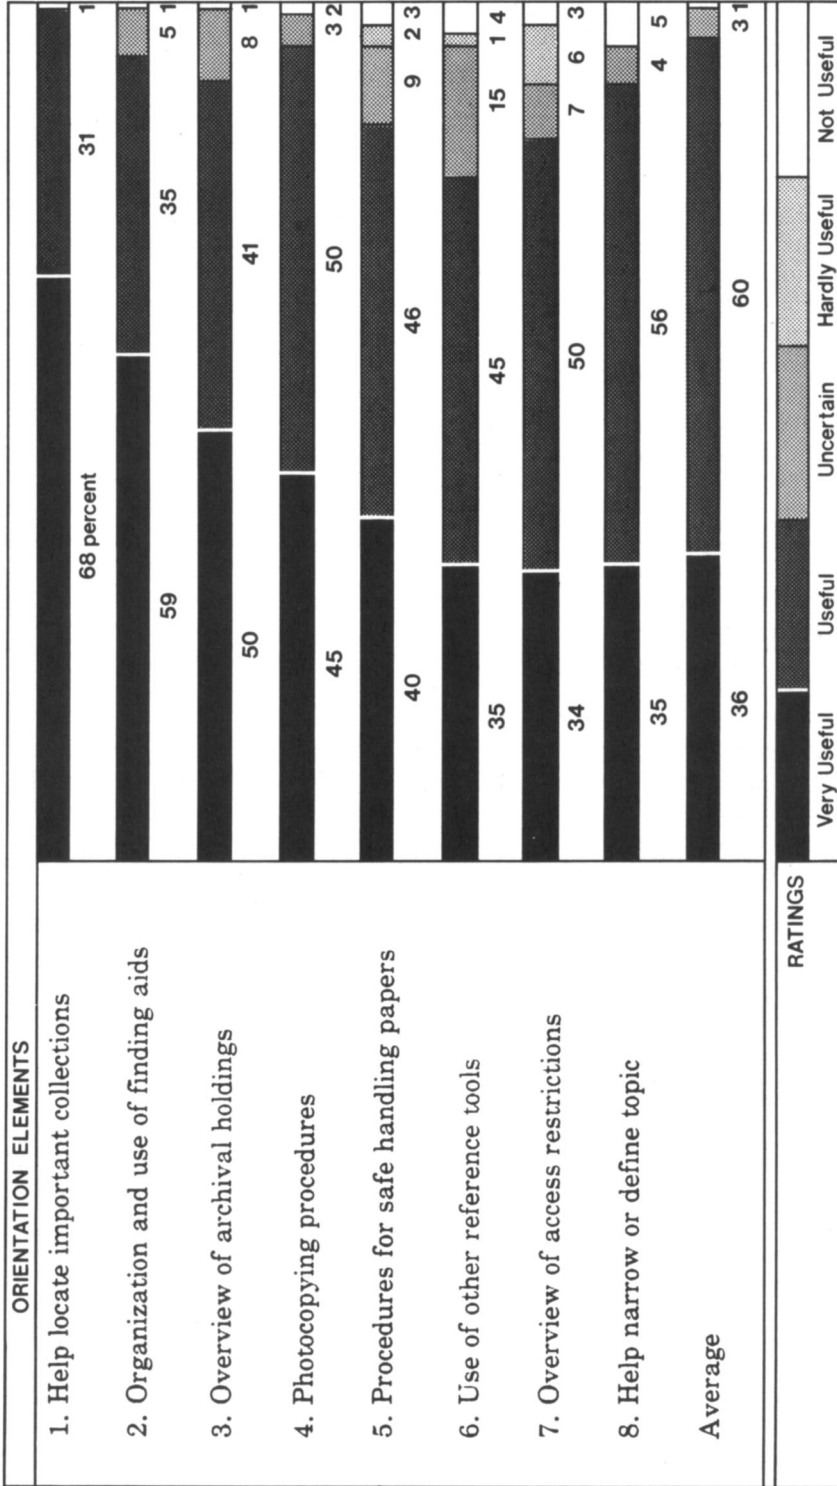 ORIENTATION ELEMENTS
1. Help locate important collections
68 percent 31 1
2. Organization and use of finding aids
59 35 5 1
3. Overview of archival holdings
50 41 8 1
4. Photocopying procedures
45 50 3 2
5. Procedures for safe handling papers
40 46 9 2 3
6. Use of other reference tools
35 45 15 1 4
7. Overview of access restrictions
34 50 7 6 3
8. Help narrow or define topic
35 56 4 5
Average
36 60 3 1
RATINGS
Very Useful Useful Uncertain Hardly Useful Not Useful